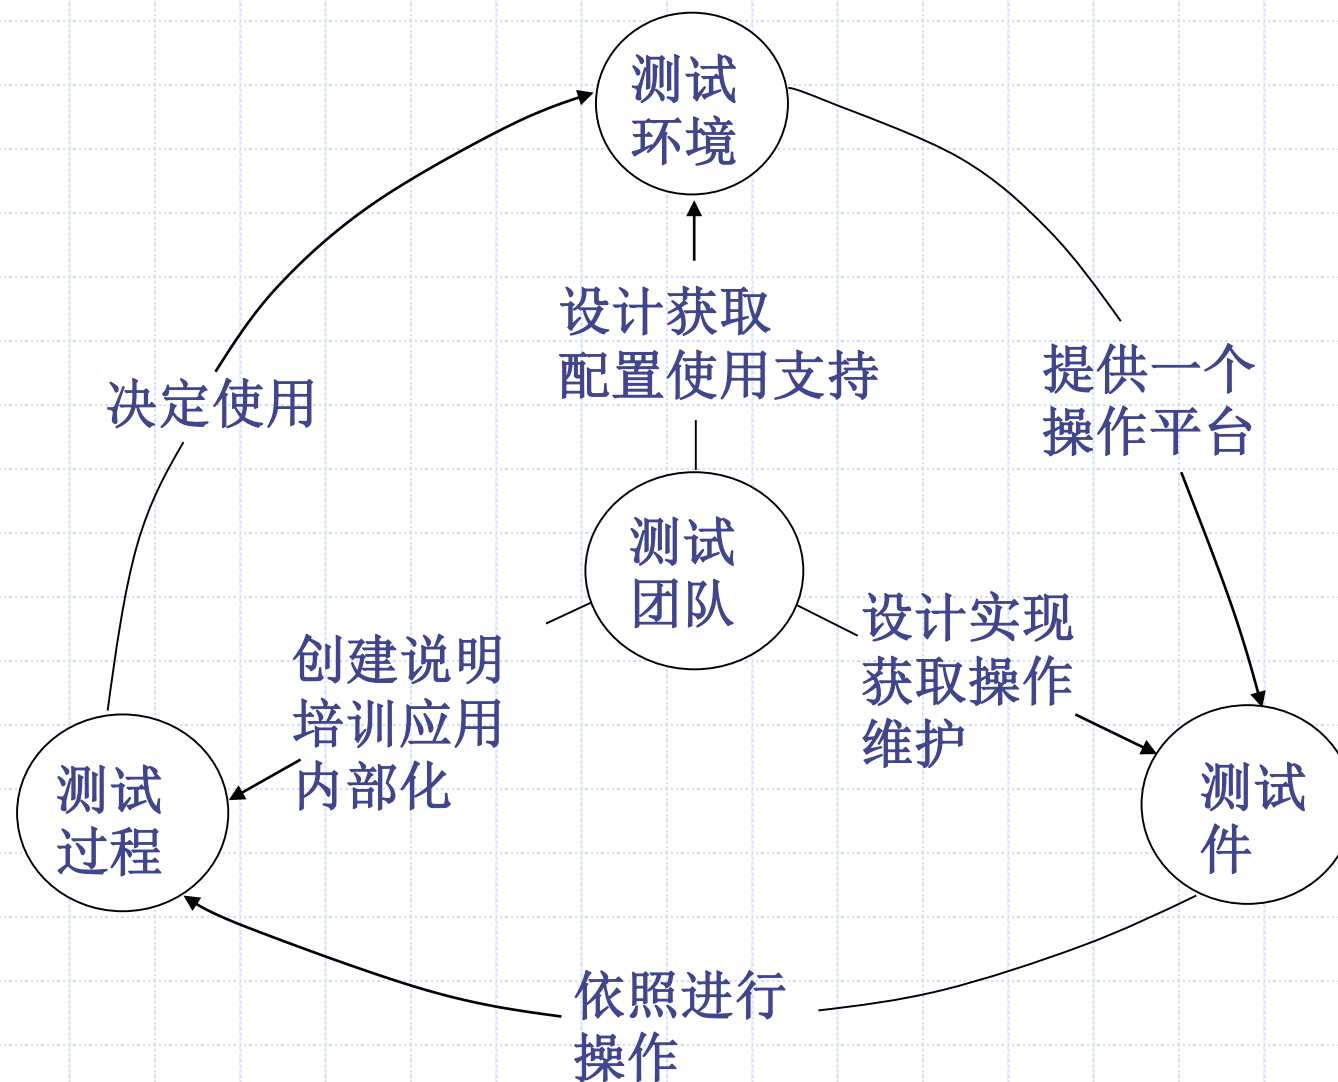 测试
环境
设计获取
配置使用支持
提供一个
操作平台
决定使用
测试
团队
设计实现
获取操作
维护
创建说明
培训应用
内部化
测试
过程
测试
件
依照进行
操作